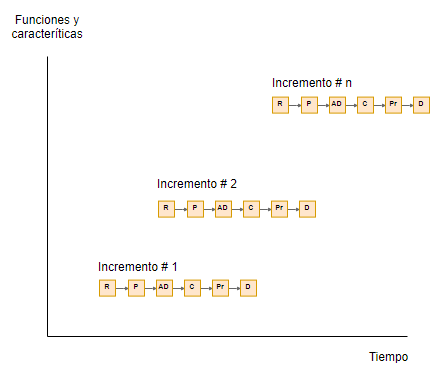 Funciones y
caracteríticas
Incremento # n
R P AD C Pr D
Incremento # 2
R P AD C Pr D
Incremento # 1
R P AD C Pr D
Tiempo